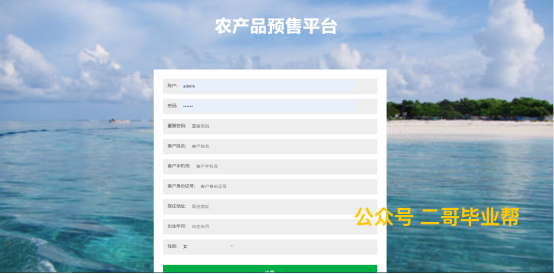 农产品预售平台
账户: admin
密码: ••••••
重复密码: 重复密码
客户姓名: 客户姓名
客户手机号: 客户手机号
客户身份证号: 客户身份证号
现住地址: 现住地址
公众号 二哥毕业帮
出生年月: 出生年月
性别: 女